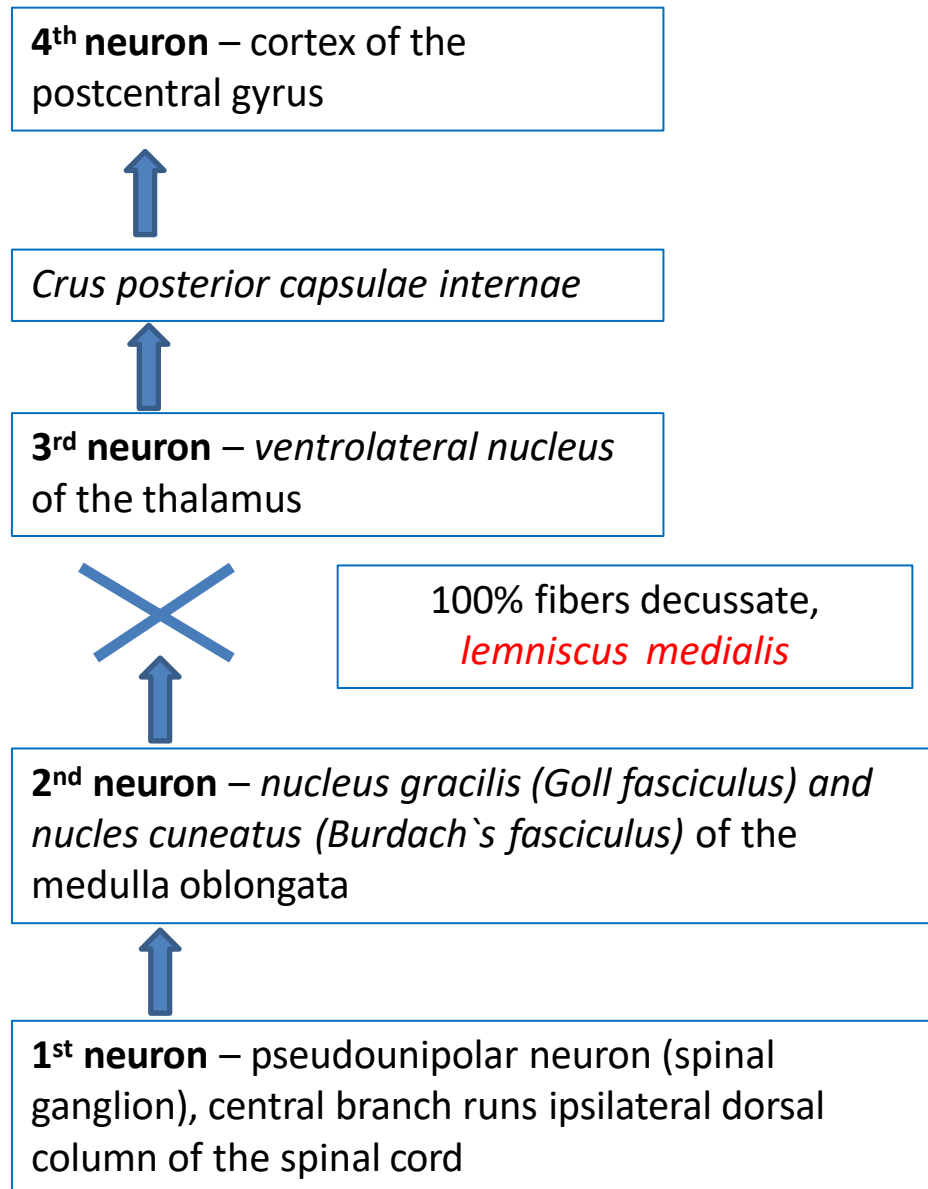 4th neuron – cortex of the
postcentral gyrus
Crus posterior capsulae internae
3rd neuron – ventrolateral nucleus
of the thalamus
100% fibers decussate,
lemniscus medialis
2nd neuron – nucleus gracilis (Goll fasciculus) and
nucles cuneatus (Burdach`s fasciculus) of the
medulla oblongata
1st neuron – pseudounipolar neuron (spinal
ganglion), central branch runs ipsilateral dorsal
column of the spinal cord